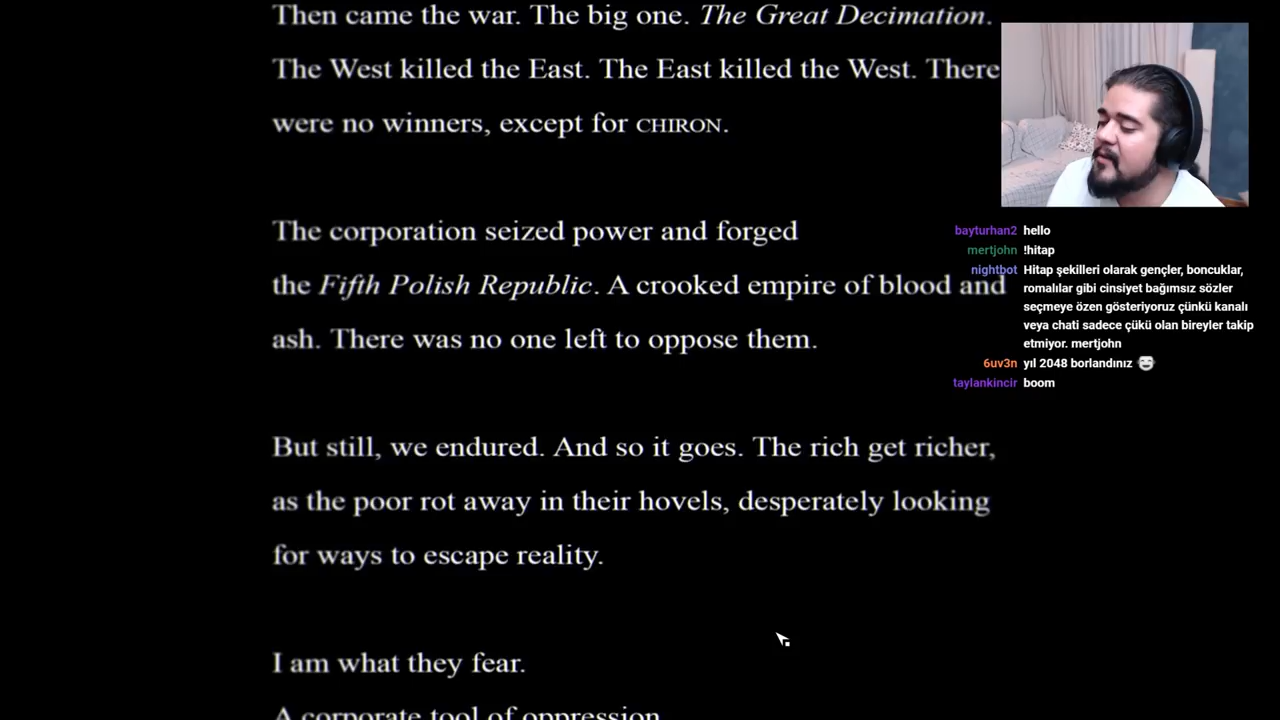 Then came the war. The big one. The Great Decimation.
The West killed the East. The East killed the West. There
were no winners, except for CHIRON.
The corporation seized power and forged
the Fifth Polish Republic. A crooked empire of blood and
ash. There was no one left to oppose them.
But still, we endured. And so it goes. The rich get richer,
as the poor rot away in their hovels, desperately looking
for ways to escape reality.
I am what they fear.
A corporate tool of oppression
bayturhan2 hello
mertjohn !hitap
nightbot Hitap şekilleri olarak gençler, boncuklar,
romalılar gibi cinsiyet bağımsız sözler
seçmeye özen gösteriyoruz çünkü kanalı
veya chati sadece çükü olan bireyler takip
etmiyor. mertjohn
6uv3n yıl 2048 borlandınız
taylankincir boom